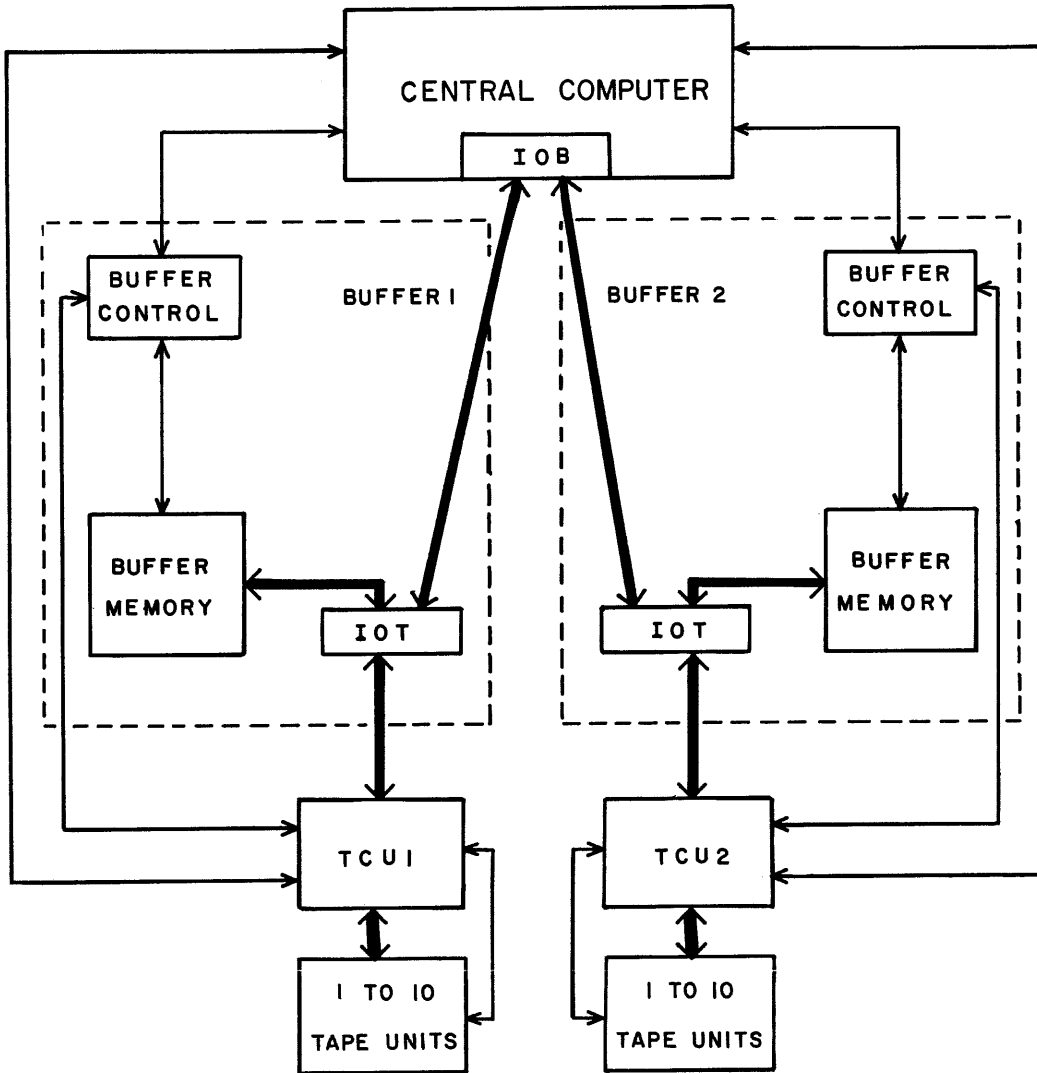 CENTRAL COMPUTER
IOB
BUFFER
CONTROL
BUFFER 1
BUFFER 2
BUFFER
CONTROL
BUFFER
MEMORY
IOT
IOT
BUFFER
MEMORY
TCU1
TCU2
1 TO 10
TAPE UNITS
1 TO 10
TAPE UNITS